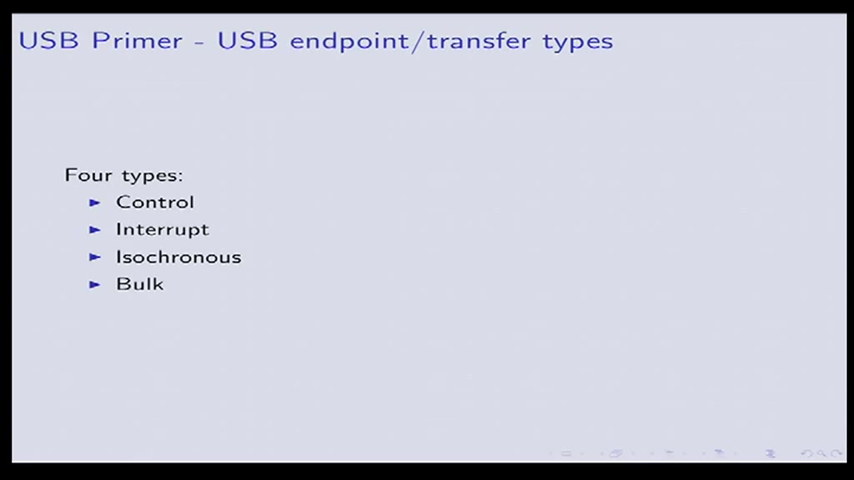 USB Primer - USB endpoint/transfer types
Four types:
Control
Interrupt
Isochronous
Bulk